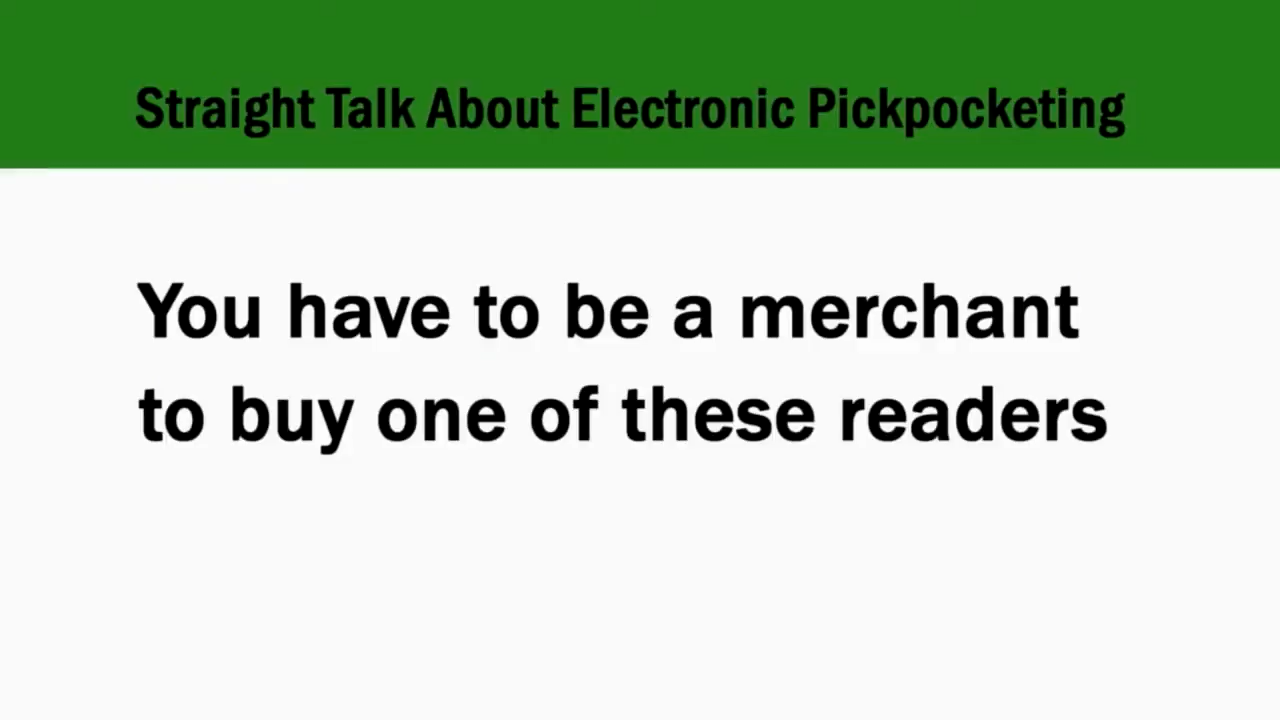 Straight Talk About Electronic Pickpocketing
You have to be a merchant
to buy one of these readers